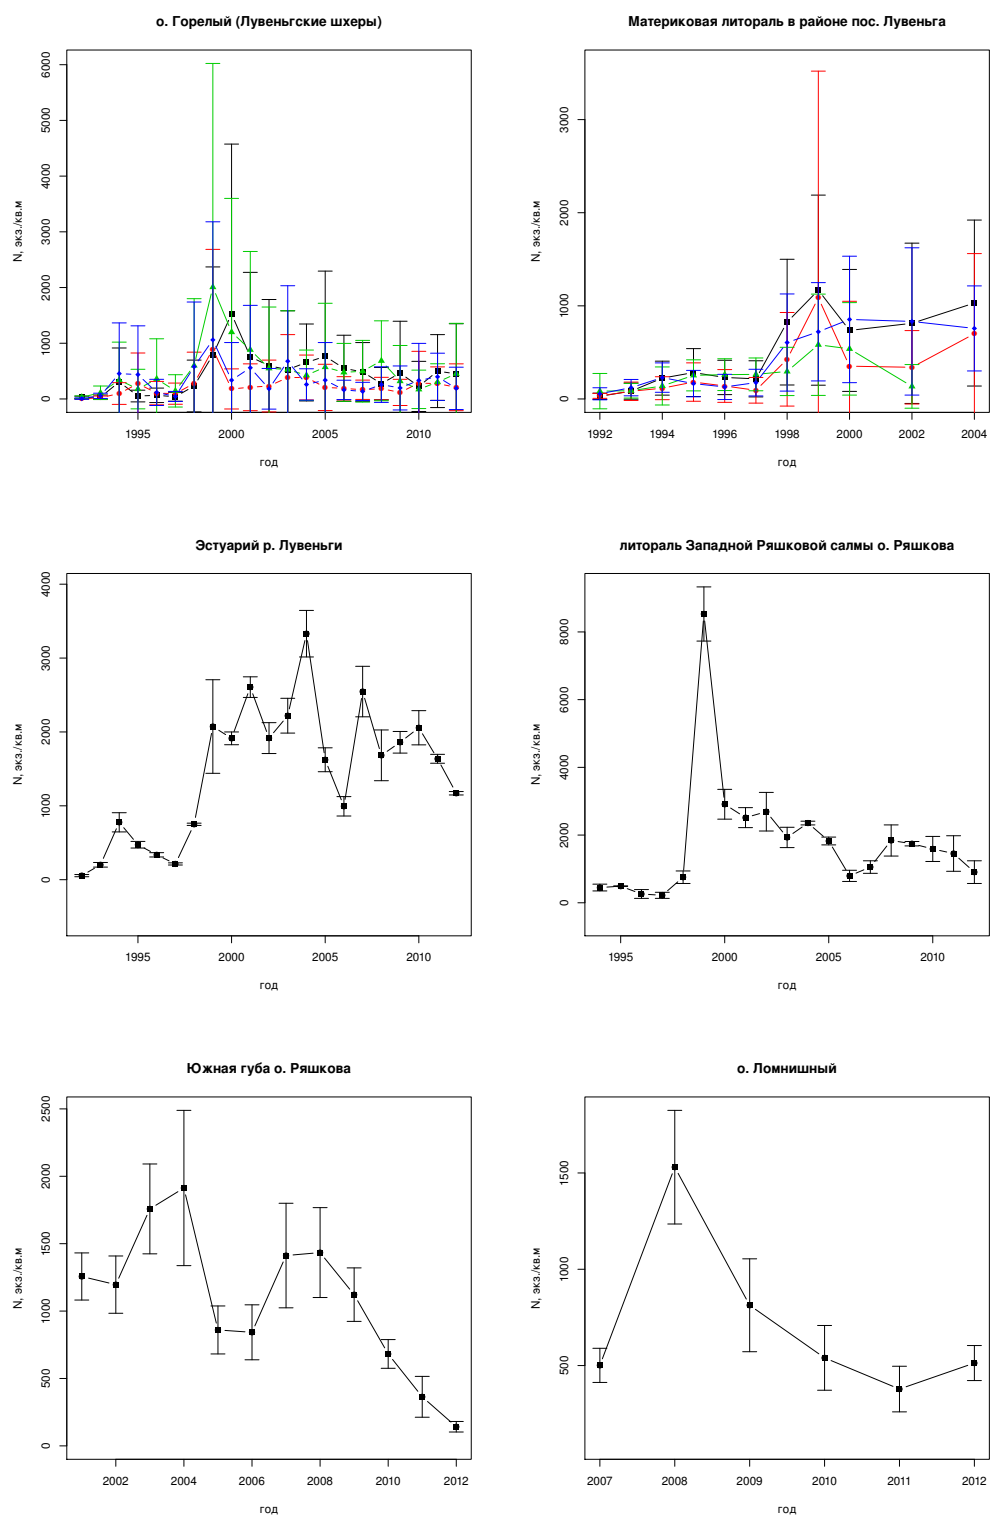 о. Горелый (Лувеньгские шхеры)
N, экз./кв.м
0 1000 2000 3000 4000 5000 6000
1995 2000 2005 2010
год
Материковая литораль в районе пос. Лувеньга
N, экз./кв.м
0 1000 2000 3000
1992 1994 1996 1998 2000 2002 2004
год
Эстуарий р. Лувеньги
N, экз./кв.м
0 1000 2000 3000 4000
1995 2000 2005 2010
год
литораль Западной Ряшковой салмы о. Ряшкова
N, экз./кв.м
0 2000 4000 6000 8000
1995 2000 2005 2010
год
Южная губа о. Ряшкова
N, экз./кв.м
0 500 1000 1500 2000 2500
2002 2004 2006 2008 2010 2012
год
о. Ломнишный
N, экз./кв.м
500 1000 1500
2007 2008 2009 2010 2011 2012
год